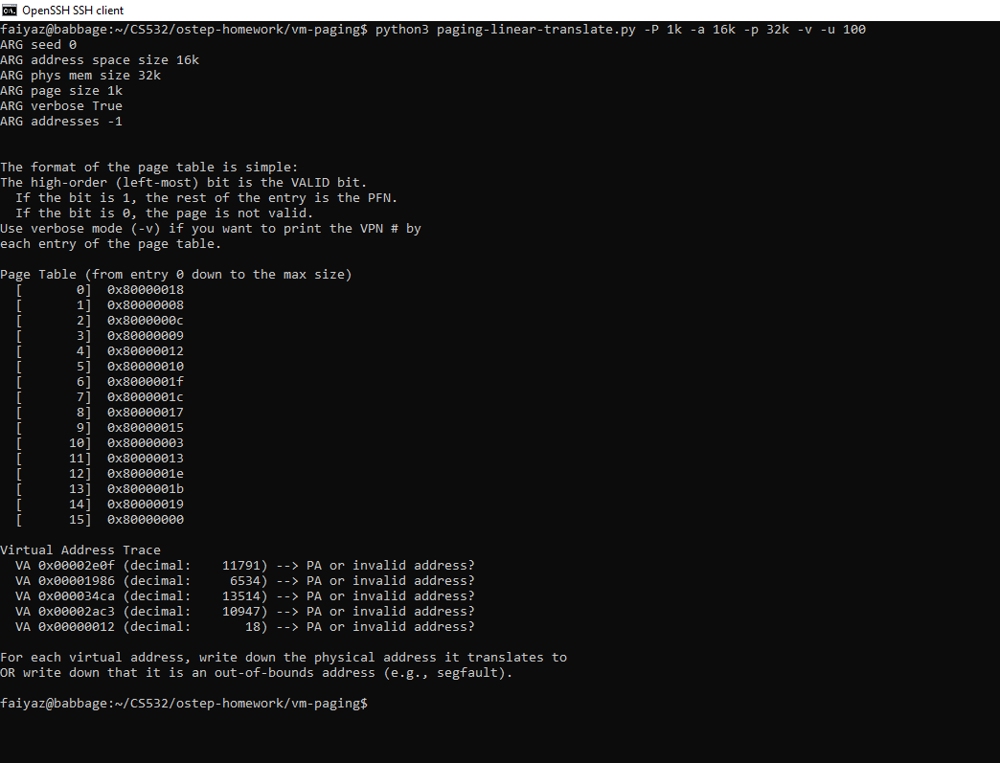 OpenSSH SSH client
faiyaz@babbage:~/CS532/ostep-homework/vm-paging$ python3 paging-linear-translate.py -P 1k -a 16k -p 32k -v -u 100
ARG seed 0
ARG address space size 16k
ARG phys mem size 32k
ARG page size 1k
ARG verbose True
ARG addresses -1


The format of the page table is simple:
The high-order (left-most) bit is the VALID bit.
  If the bit is 1, the rest of the entry is the PFN.
  If the bit is 0, the page is not valid.
Use verbose mode (-v) if you want to print the VPN # by
each entry of the page table.

Page Table (from entry 0 down to the max size)
  [       0]  0x80000018
  [       1]  0x80000008
  [       2]  0x8000000c
  [       3]  0x80000009
  [       4]  0x80000012
  [       5]  0x80000010
  [       6]  0x8000001f
  [       7]  0x8000001c
  [       8]  0x80000017
  [       9]  0x80000015
  [      10]  0x80000003
  [      11]  0x80000013
  [      12]  0x8000001e
  [      13]  0x8000001b
  [      14]  0x80000019
  [      15]  0x80000000

Virtual Address Trace
  VA 0x00002e0f (decimal:    11791) --> PA or invalid address?
  VA 0x00001986 (decimal:     6534) --> PA or invalid address?
  VA 0x000034ca (decimal:    13514) --> PA or invalid address?
  VA 0x00002ac3 (decimal:    10947) --> PA or invalid address?
  VA 0x00000012 (decimal:       18) --> PA or invalid address?

For each virtual address, write down the physical address it translates to
OR write down that it is an out-of-bounds address (e.g., segfault).

faiyaz@babbage:~/CS532/ostep-homework/vm-paging$